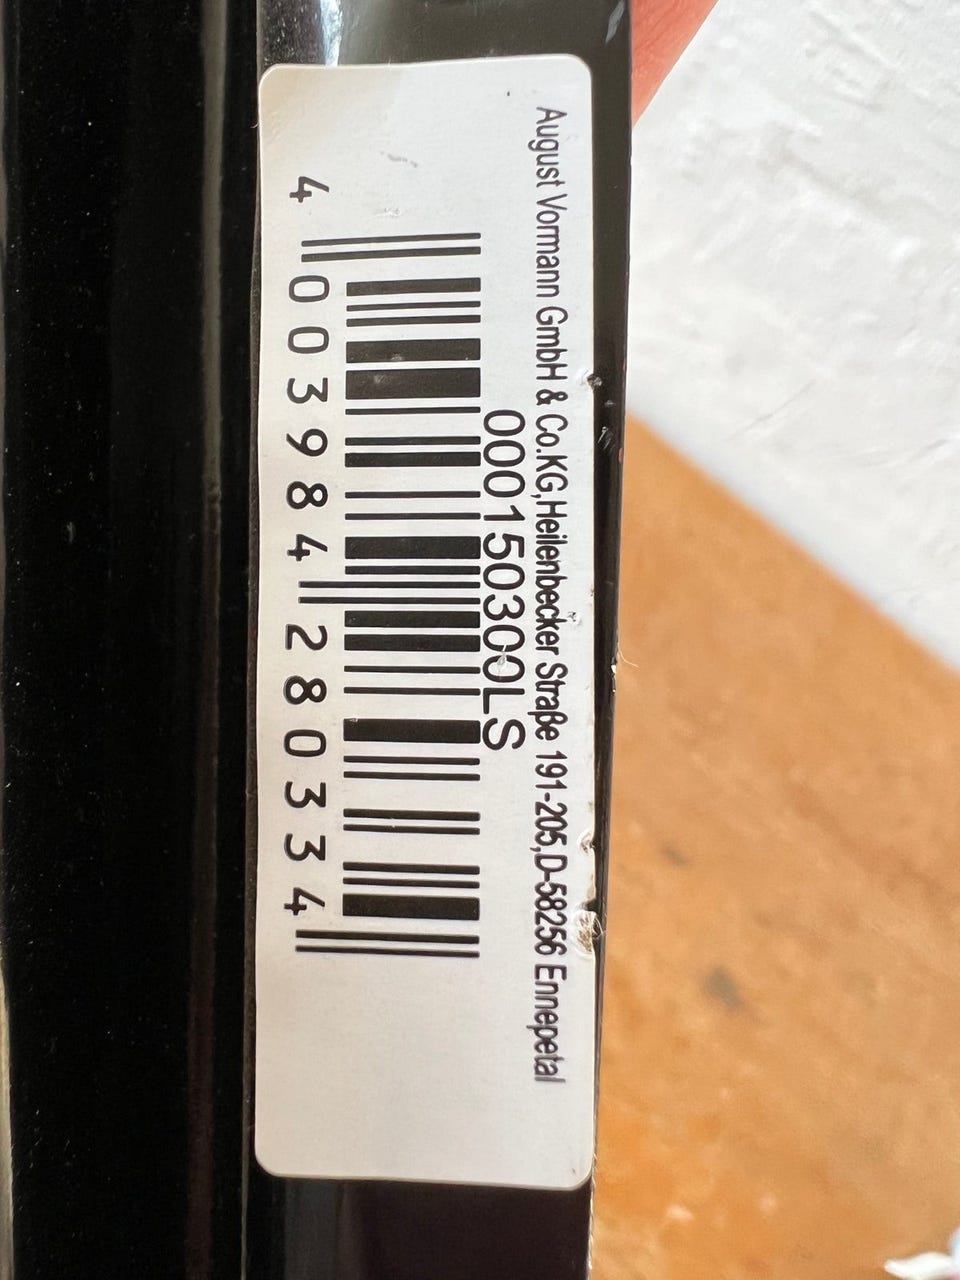 August Vormann GmbH & Co.KG,Heilenbecker Straße 191-205,D-58256 Ennepetal
000150300LS
4 003984 280334